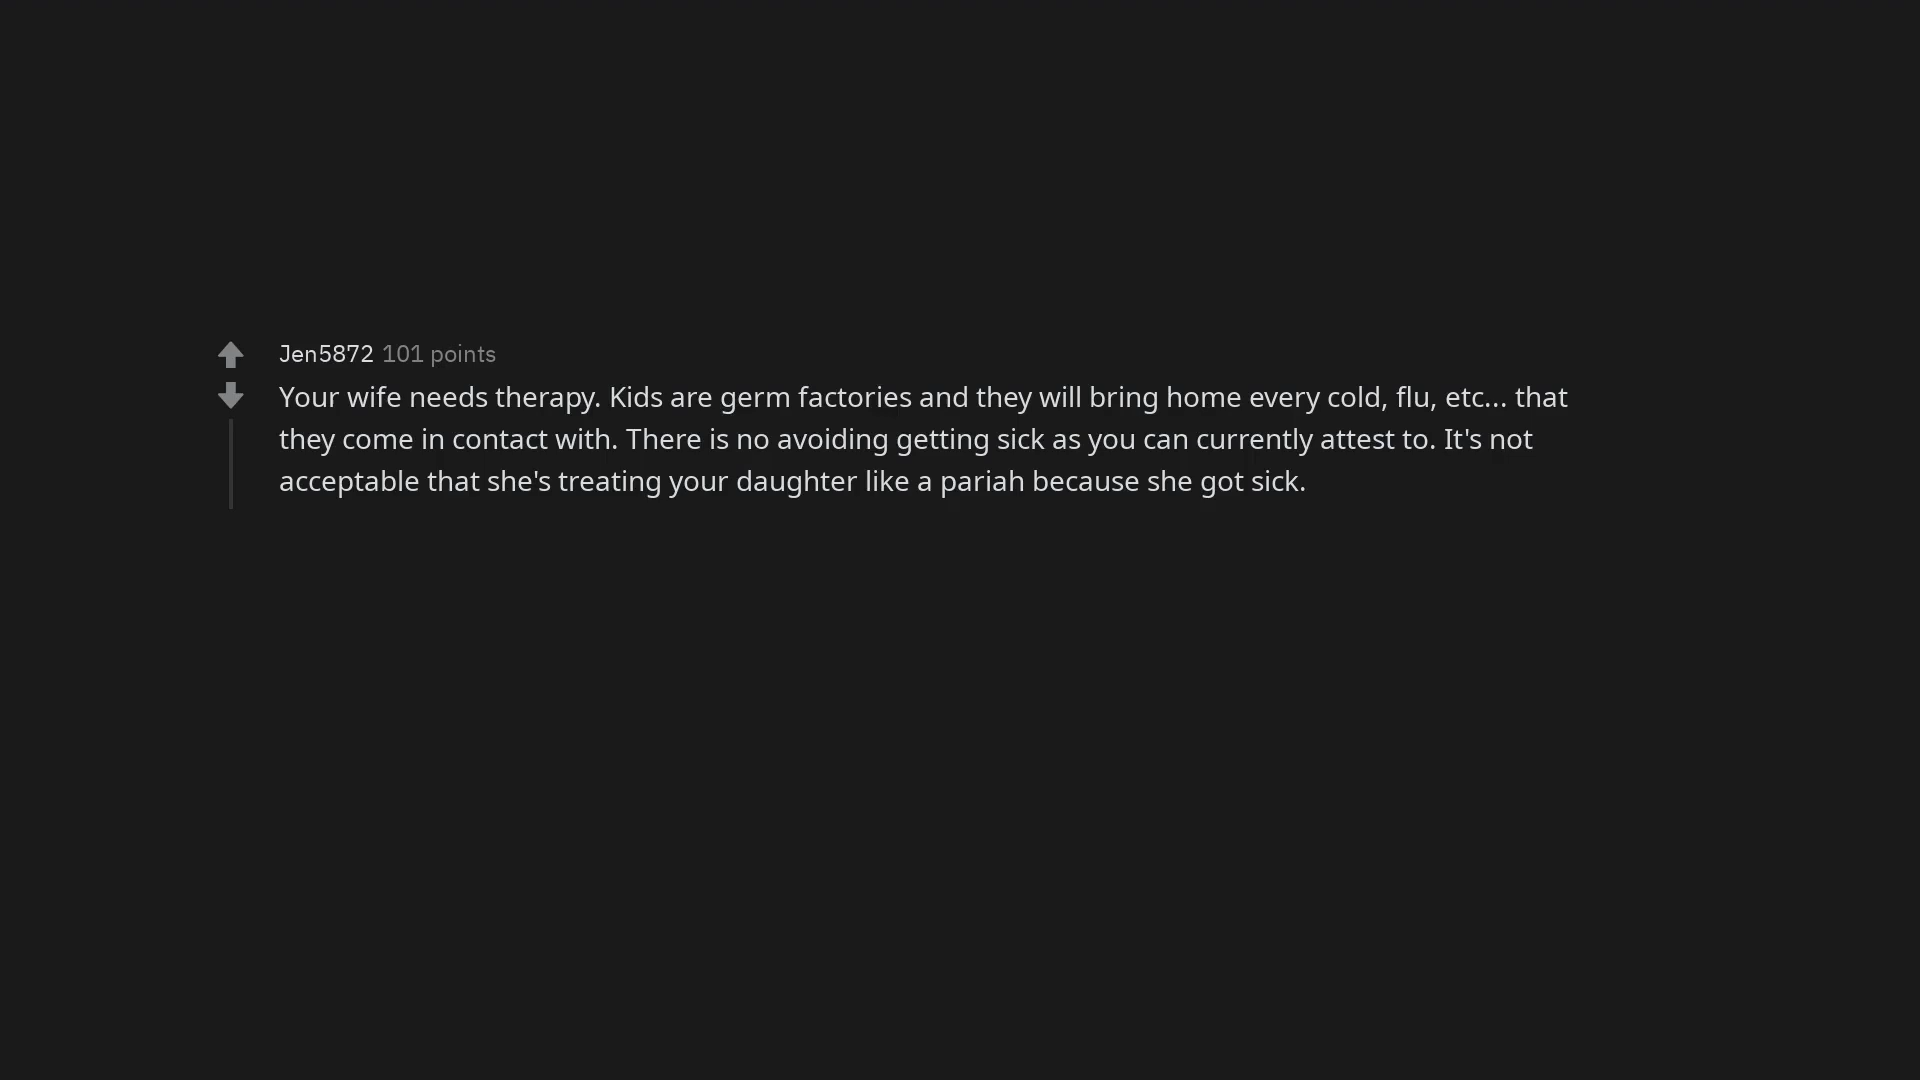 Jen5872 101 points
Your wife needs therapy. Kids are germ factories and they will bring home every cold, flu, etc... that
they come in contact with. There is no avoiding getting sick as you can currently attest to. It's not
acceptable that she's treating your daughter like a pariah because she got sick.